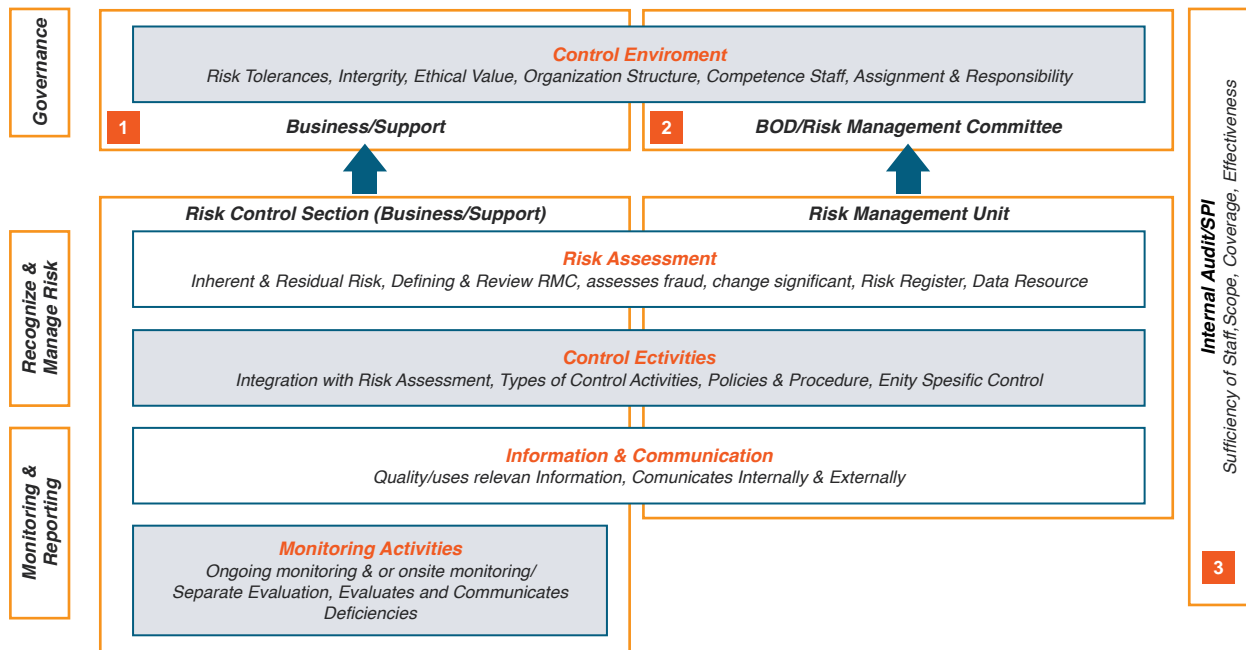 Governance
Control Enviroment
Risk Tolerances, Intergrity, Ethical Value, Organization Structure, Competence Staff, Assignment & Responsibility
1
Business/Support
2
BOD/Risk Management Committee
Recognize &
Manage Risk
Risk Control Section (Business/Support)
Risk Management Unit
Risk Assessment
Inherent & Residual Risk, Defining & Review RMC, assesses fraud, change significant, Risk Register, Data Resource
Control Ectivities
Integration with Risk Assessment, Types of Control Activities, Policies & Procedure, Enity Spesific Control
Monitoring &
Reporting
Information & Communication
Quality/uses relevan Information, Comunicates Internally & Externally
Monitoring Activities
Ongoing monitoring & or onsite monitoring/
Separate Evaluation, Evaluates and Communicates
Deficiencies
Internal Audit/SPI
Sufficiency of Staff,Scope, Coverage, Effectiveness
3